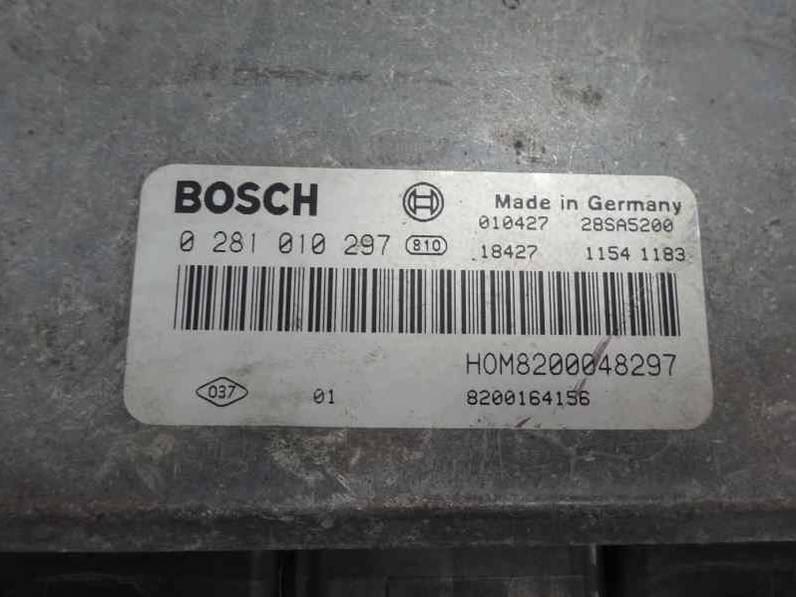 BOSCH Made in Germany
010427 28SA5200
0 281 010 297 810 18427 1154 1183
HOM8200048297
037 01 8200164156